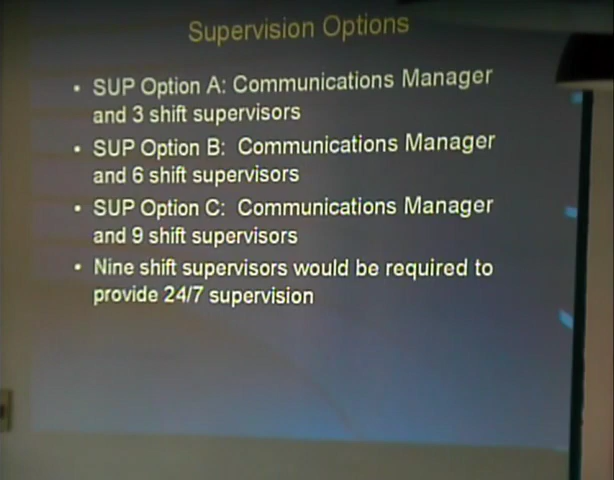 Supervision Options
• SUP Option A: Communications Manager
and 3 shift supervisors
• SUP Option B: Communications Manager
and 6 shift supervisors
• SUP Option C: Communications Manager
and 9 shift supervisors
• Nine shift supervisors would be required to
provide 24/7 supervision